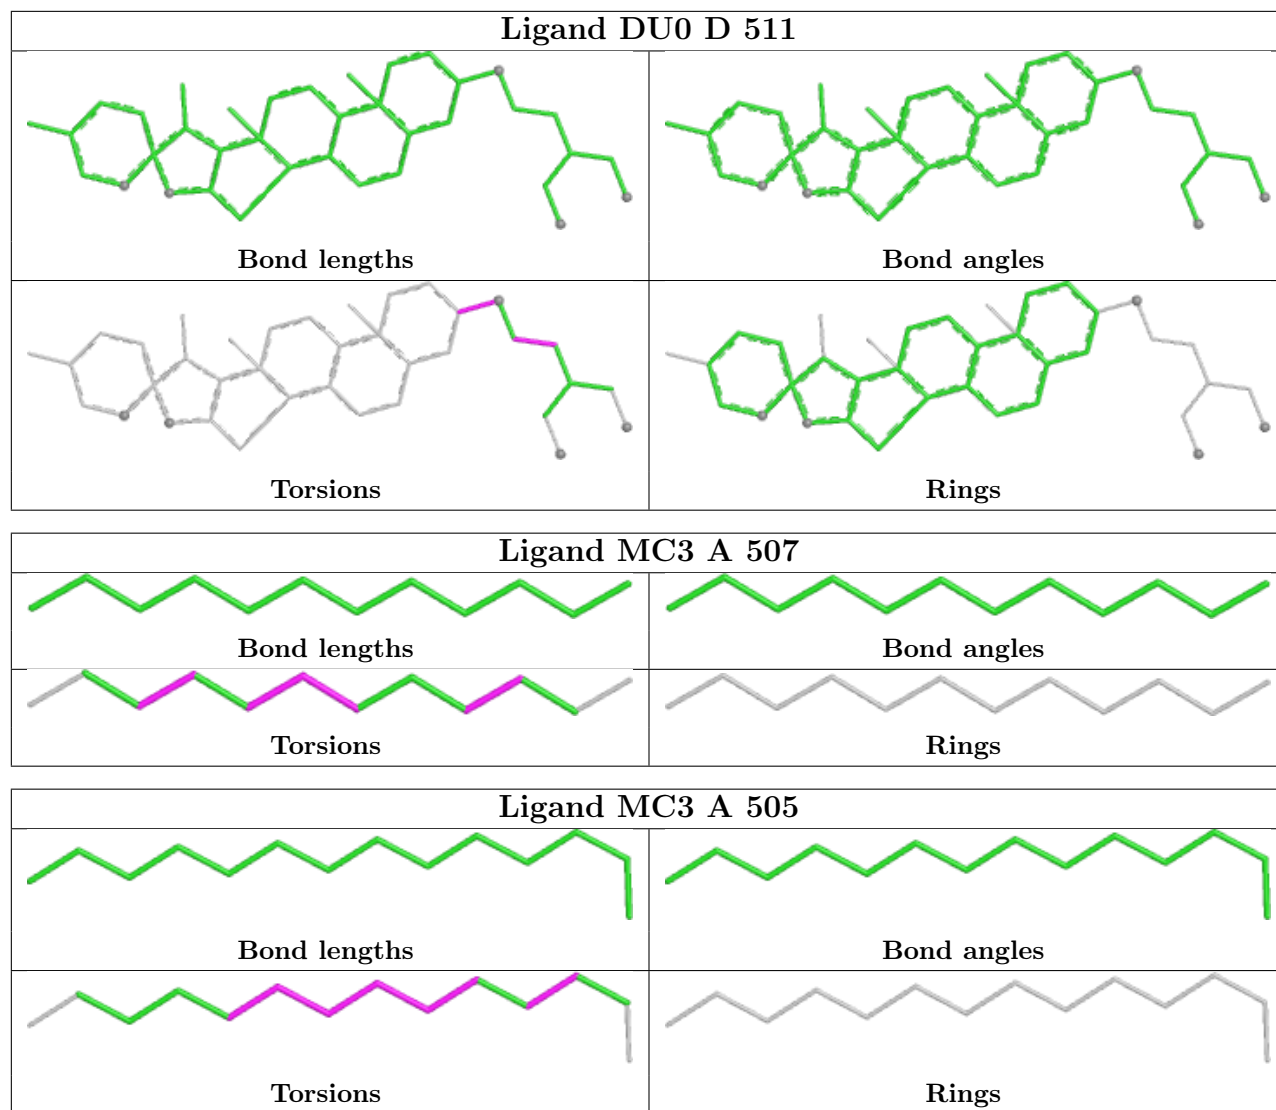 Ligand DU0 D 511
Bond lengths
Bond angles
Torsions
Rings
Ligand MC3 A 507
Bond lengths
Bond angles
Torsions
Rings
Ligand MC3 A 505
Bond lengths
Bond angles
Torsions
Rings